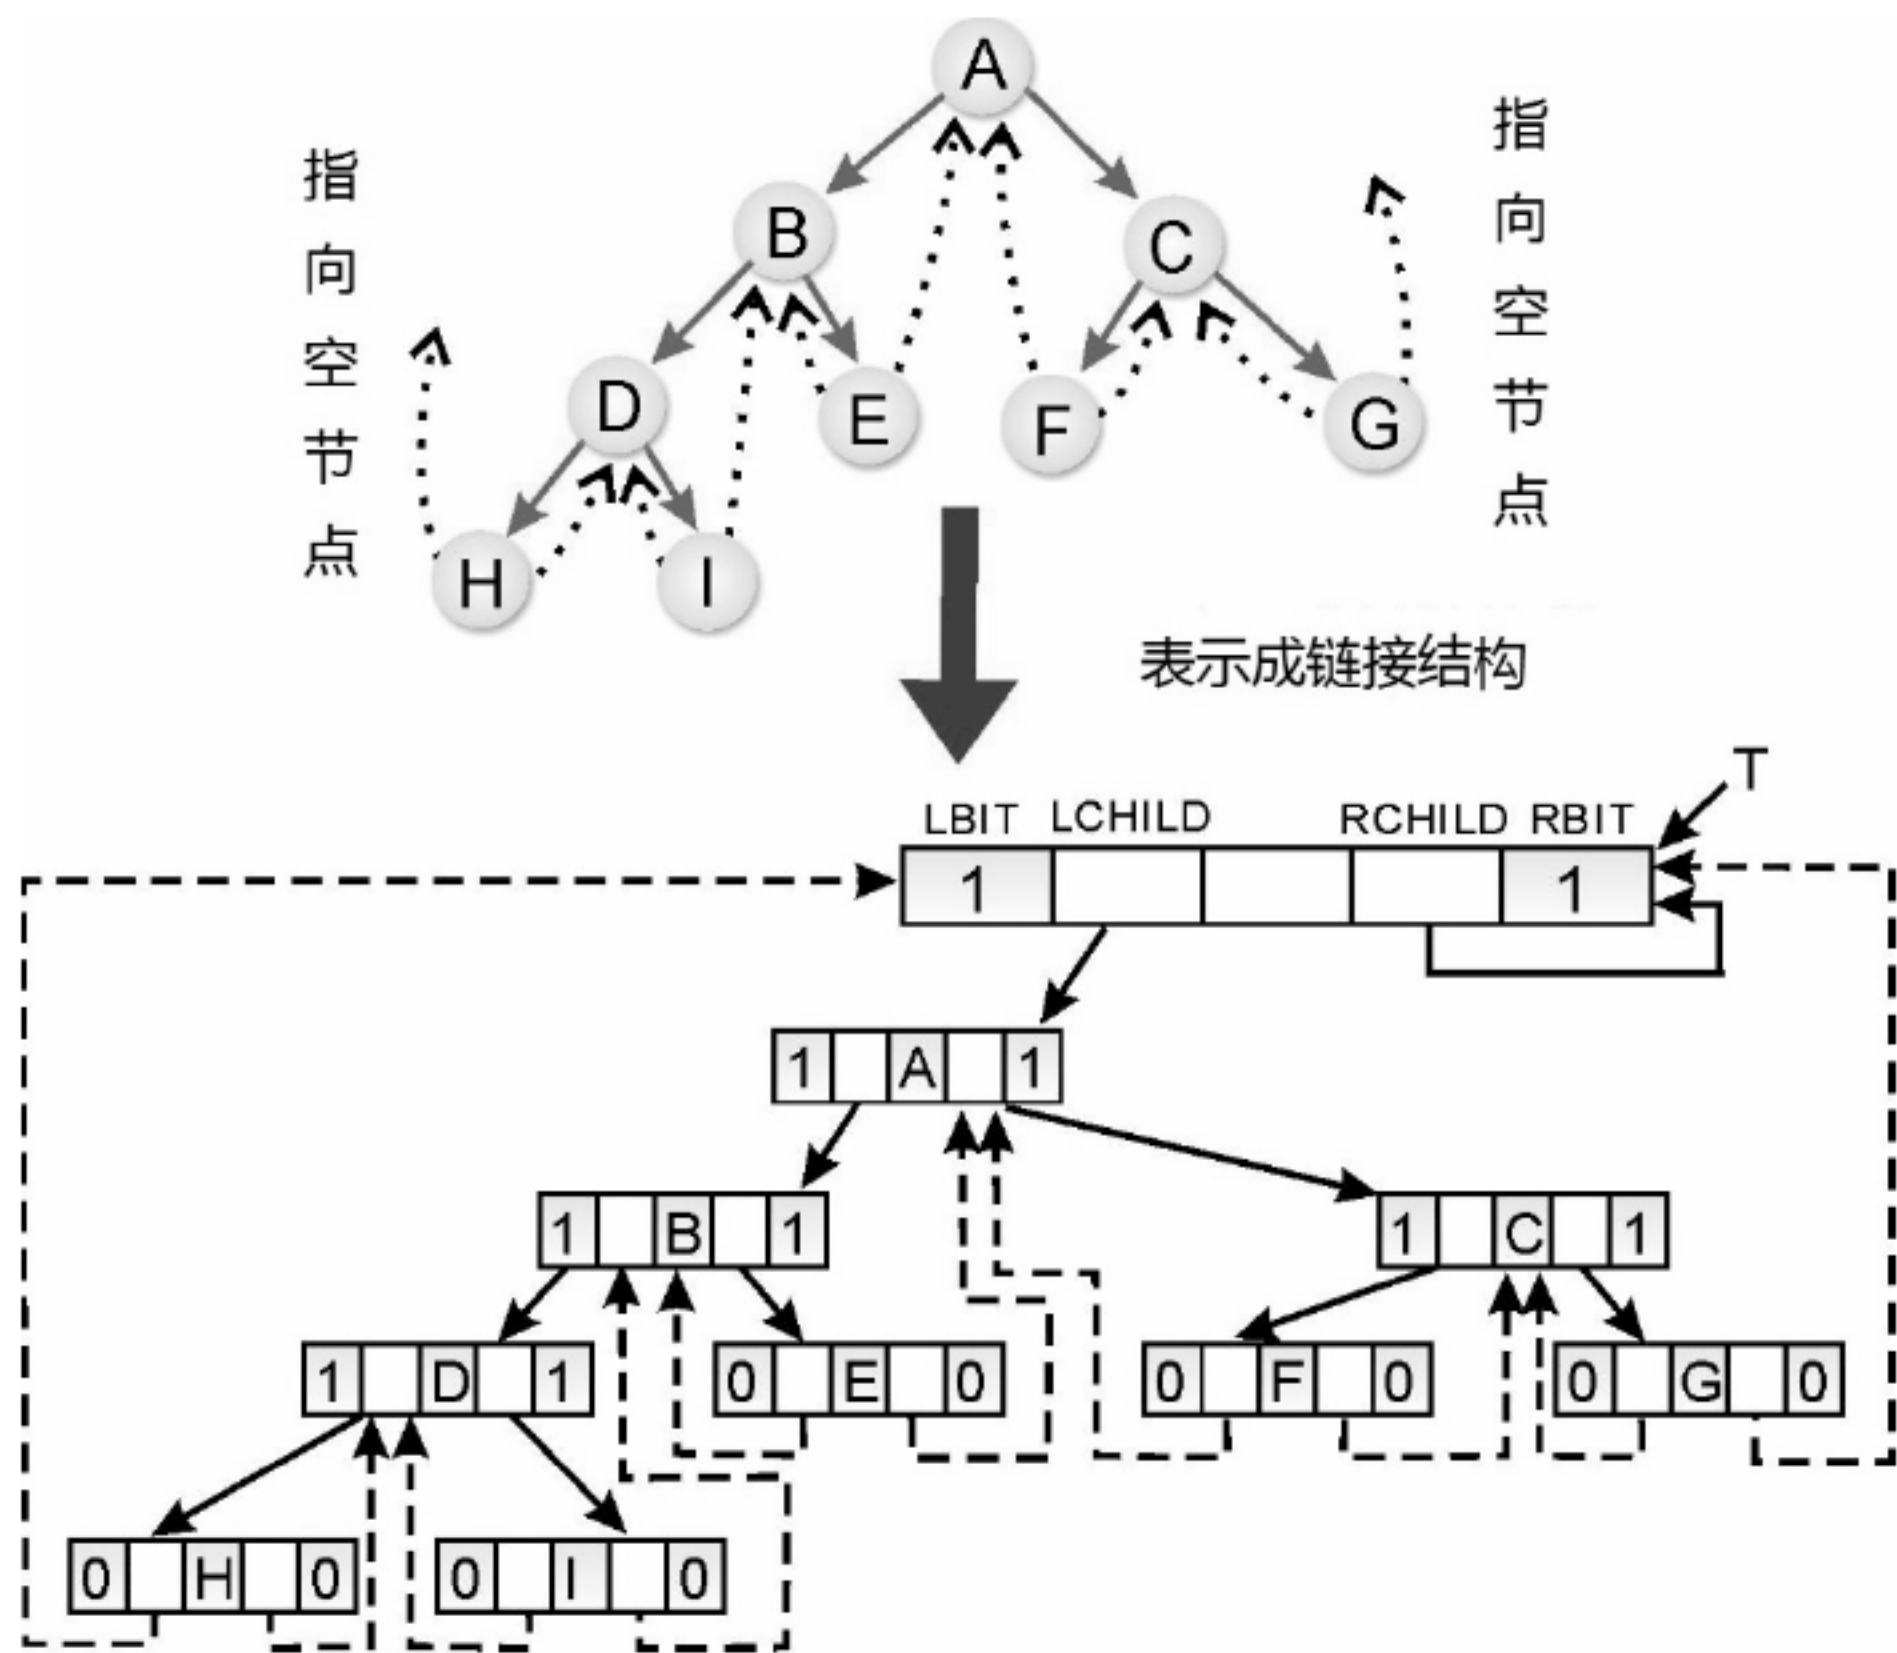 A
指向空节点
指向空节点
B
C
D
E
F
G
H
I
表示成链接结构
T
LBIT LCHILD RCHILD RBIT
1 1
1 A 1
1 B 1
1 C 1
1 D 1
0 E 0
0 F 0
0 G 0
0 H 0
0 I 0